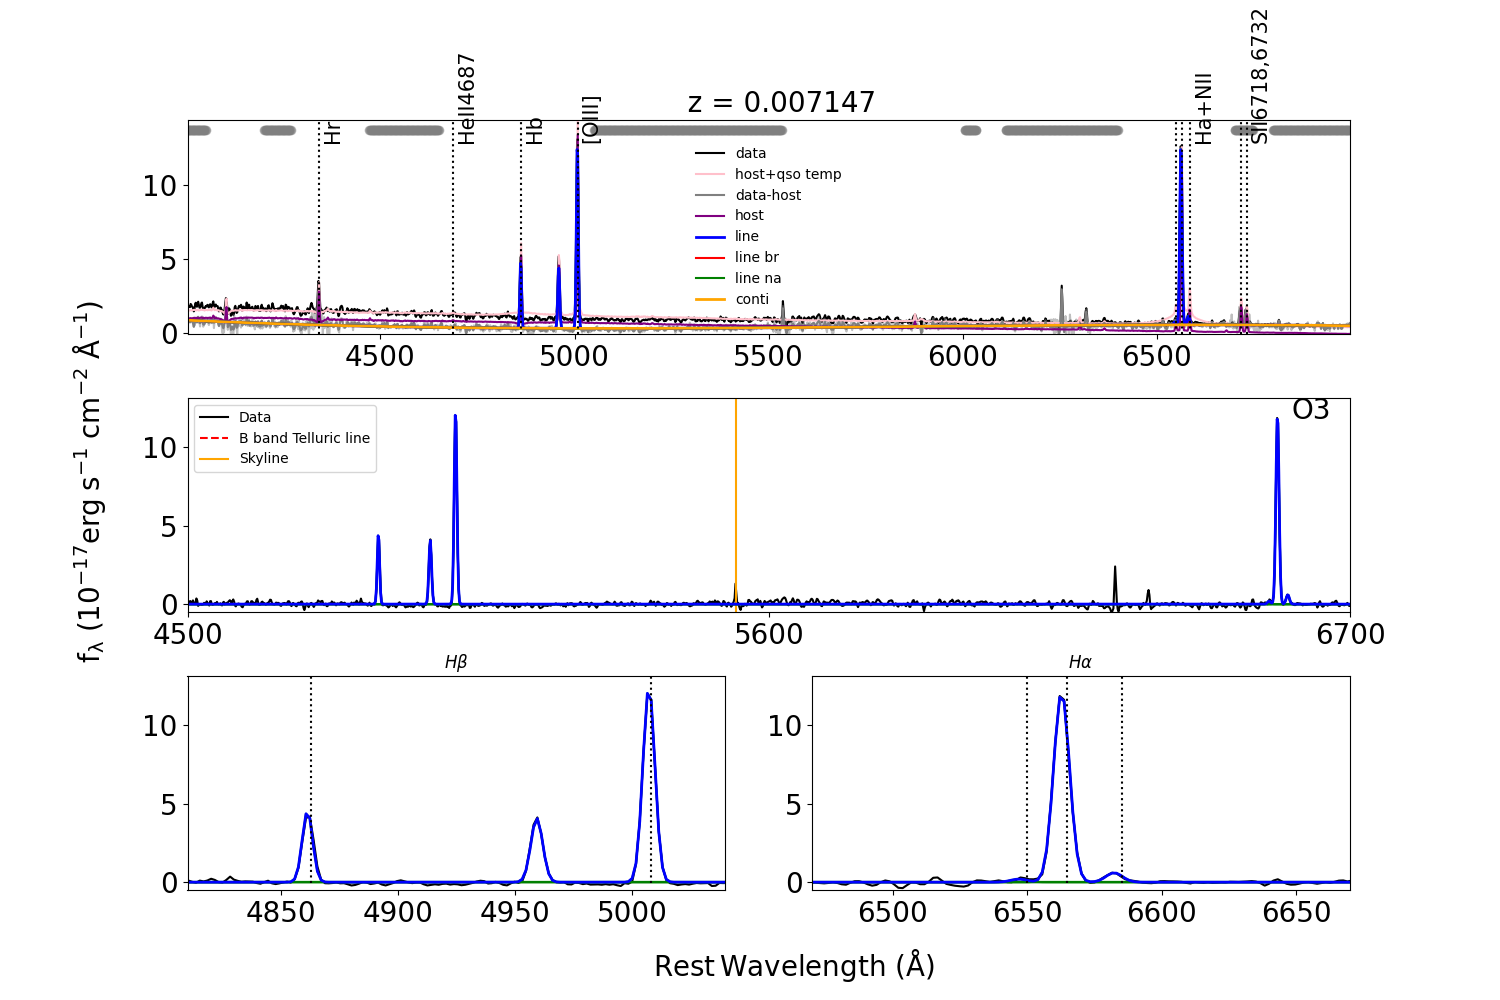 z = 0.007147
Hr
HeII4687
Hb
[OIII]
Ha+NII
SII6718,6732
data
host+qso temp
data-host
host
line
line br
line na
conti
10
5
0
4500 5000 5500 6000 6500
fλ (10⁻¹⁷erg s⁻¹ cm⁻² Å⁻¹)
O3
Data
B band Telluric line
Skyline
10
5
0
4500 5600 6700
Hβ
10
5
0
4850 4900 4950 5000
Hα
10
5
0
6500 6550 6600 6650
Rest Wavelength (Å)